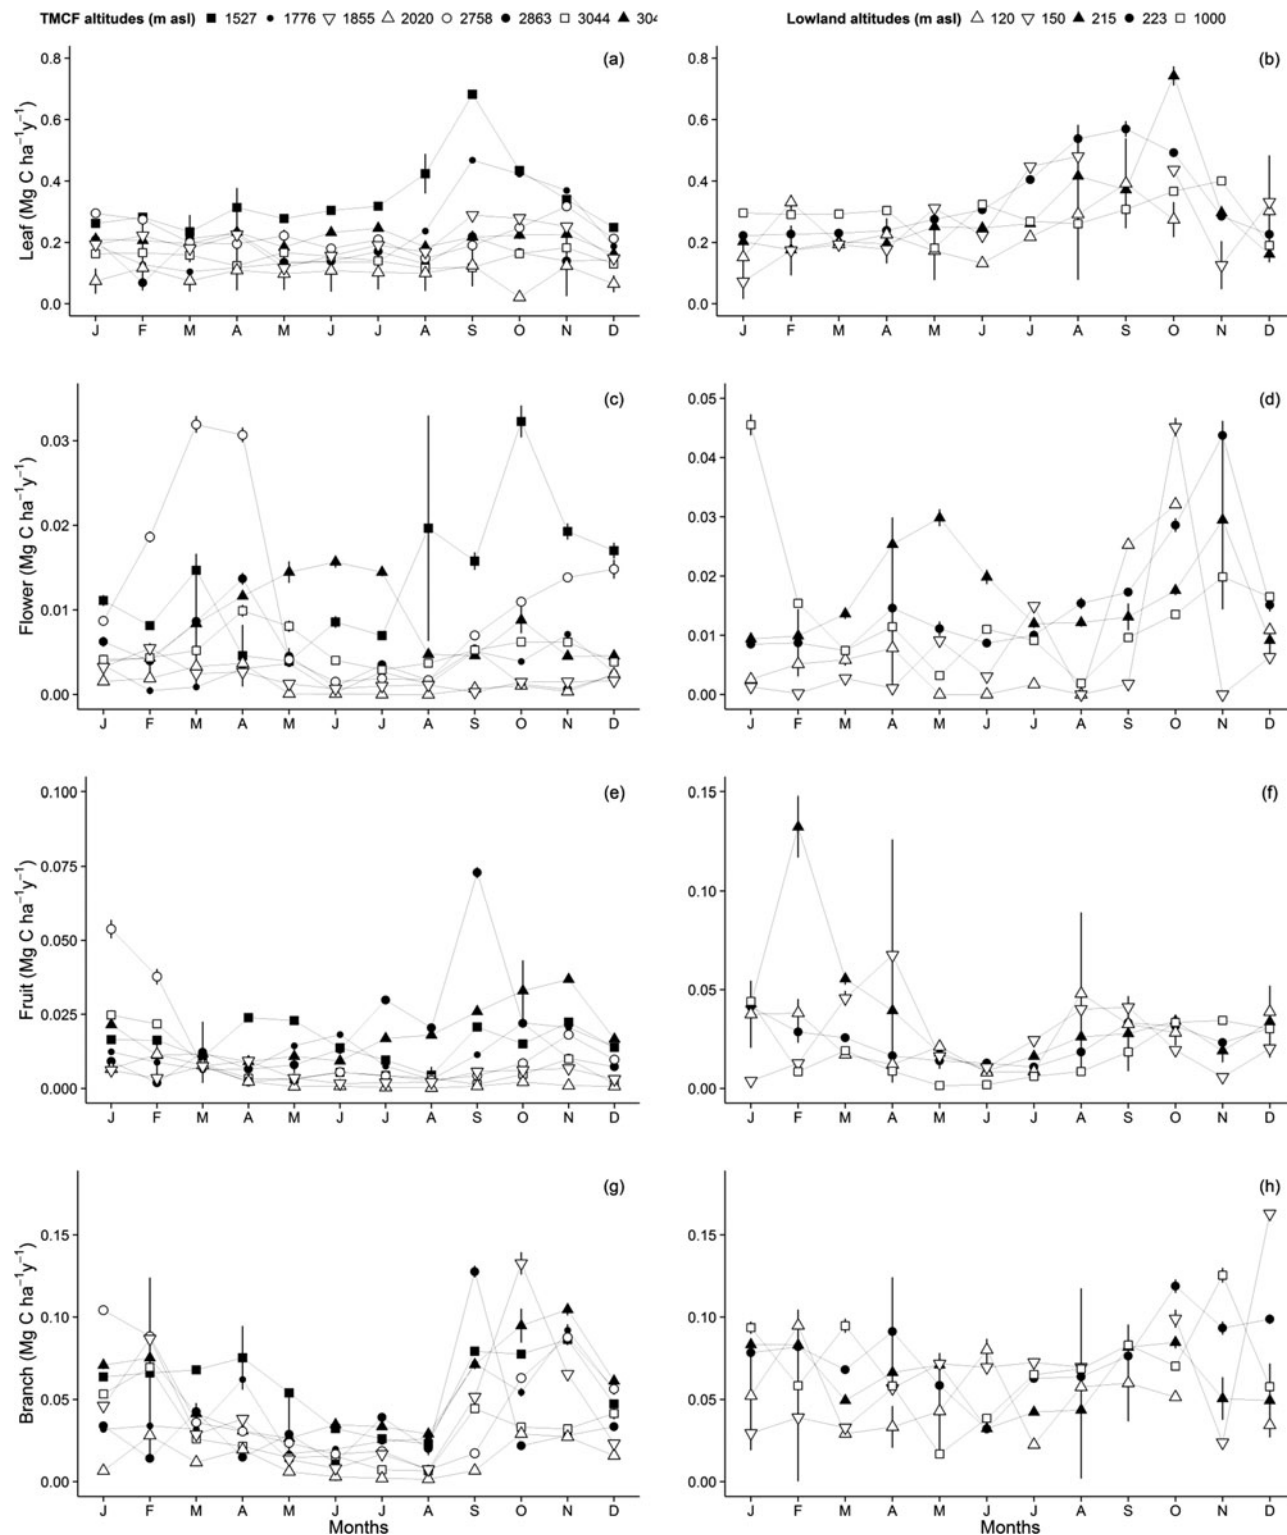 TMCF altitudes (m asl) 1527 1776 1855 2020 2758 2863 3044 304
Lowland altitudes (m asl) 120 150 215 223 1000
(a)
Leaf (Mg C ha⁻¹y⁻¹)
0.8
0.6
0.4
0.2
0.0
J F M A M J J A S O N D
(b)
0.8
0.6
0.4
0.2
0.0
J F M A M J J A S O N D
(c)
Flower (Mg C ha⁻¹y⁻¹)
0.03
0.02
0.01
0.00
J F M A M J J A S O N D
(d)
0.05
0.04
0.03
0.02
0.01
0.00
J F M A M J J A S O N D
(e)
Fruit (Mg C ha⁻¹y⁻¹)
0.100
0.075
0.050
0.025
0.000
J F M A M J J A S O N D
(f)
0.15
0.10
0.05
0.00
J F M A M J J A S O N D
(g)
Branch (Mg C ha⁻¹y⁻¹)
0.15
0.10
0.05
0.00
J F M A M J J A S O N D
Months
(h)
0.15
0.10
0.05
0.00
J F M A M J J A S O N D
Months